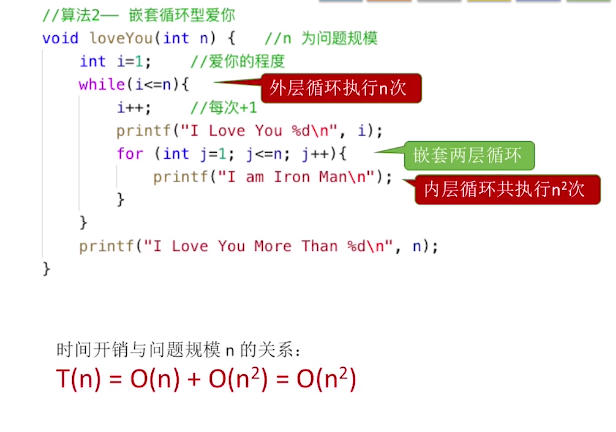 //算法2—— 嵌套循环型爱你
void loveYou(int n) {   //n 为问题规模
int i=1;   //爱你的程度
while(i<=n){
外层循环执行n次
i++;   //每次+1
printf("I Love You %d\n", i);
for (int j=1; j<=n; j++){
嵌套两层循环
printf("I am Iron Man\n");
内层循环共执行n²次
}
}
printf("I Love You More Than %d\n", n);
}
时间开销与问题规模 n 的关系：
T(n) = O(n) + O(n²) = O(n²)